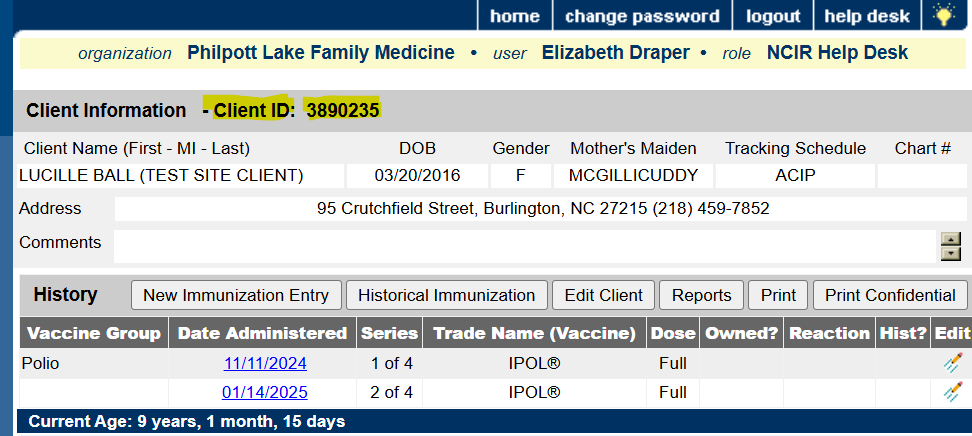 home change password logout help desk
organization Philpott Lake Family Medicine • user Elizabeth Draper • role NCIR Help Desk
Client Information - Client ID: 3890235
Client Name (First - MI - Last) DOB Gender Mother's Maiden Tracking Schedule Chart #
LUCILLE BALL (TEST SITE CLIENT) 03/20/2016 F MCGILLICUDDY ACIP
Address 95 Crutchfield Street, Burlington, NC 27215 (218) 459-7852
Comments
History New Immunization Entry Historical Immunization Edit Client Reports Print Print Confidential
Vaccine Group Date Administered Series Trade Name (Vaccine) Dose Owned? Reaction Hist? Edit
Polio 11/11/2024 1 of 4 IPOL® Full
01/14/2025 2 of 4 IPOL® Full
Current Age: 9 years, 1 month, 15 days